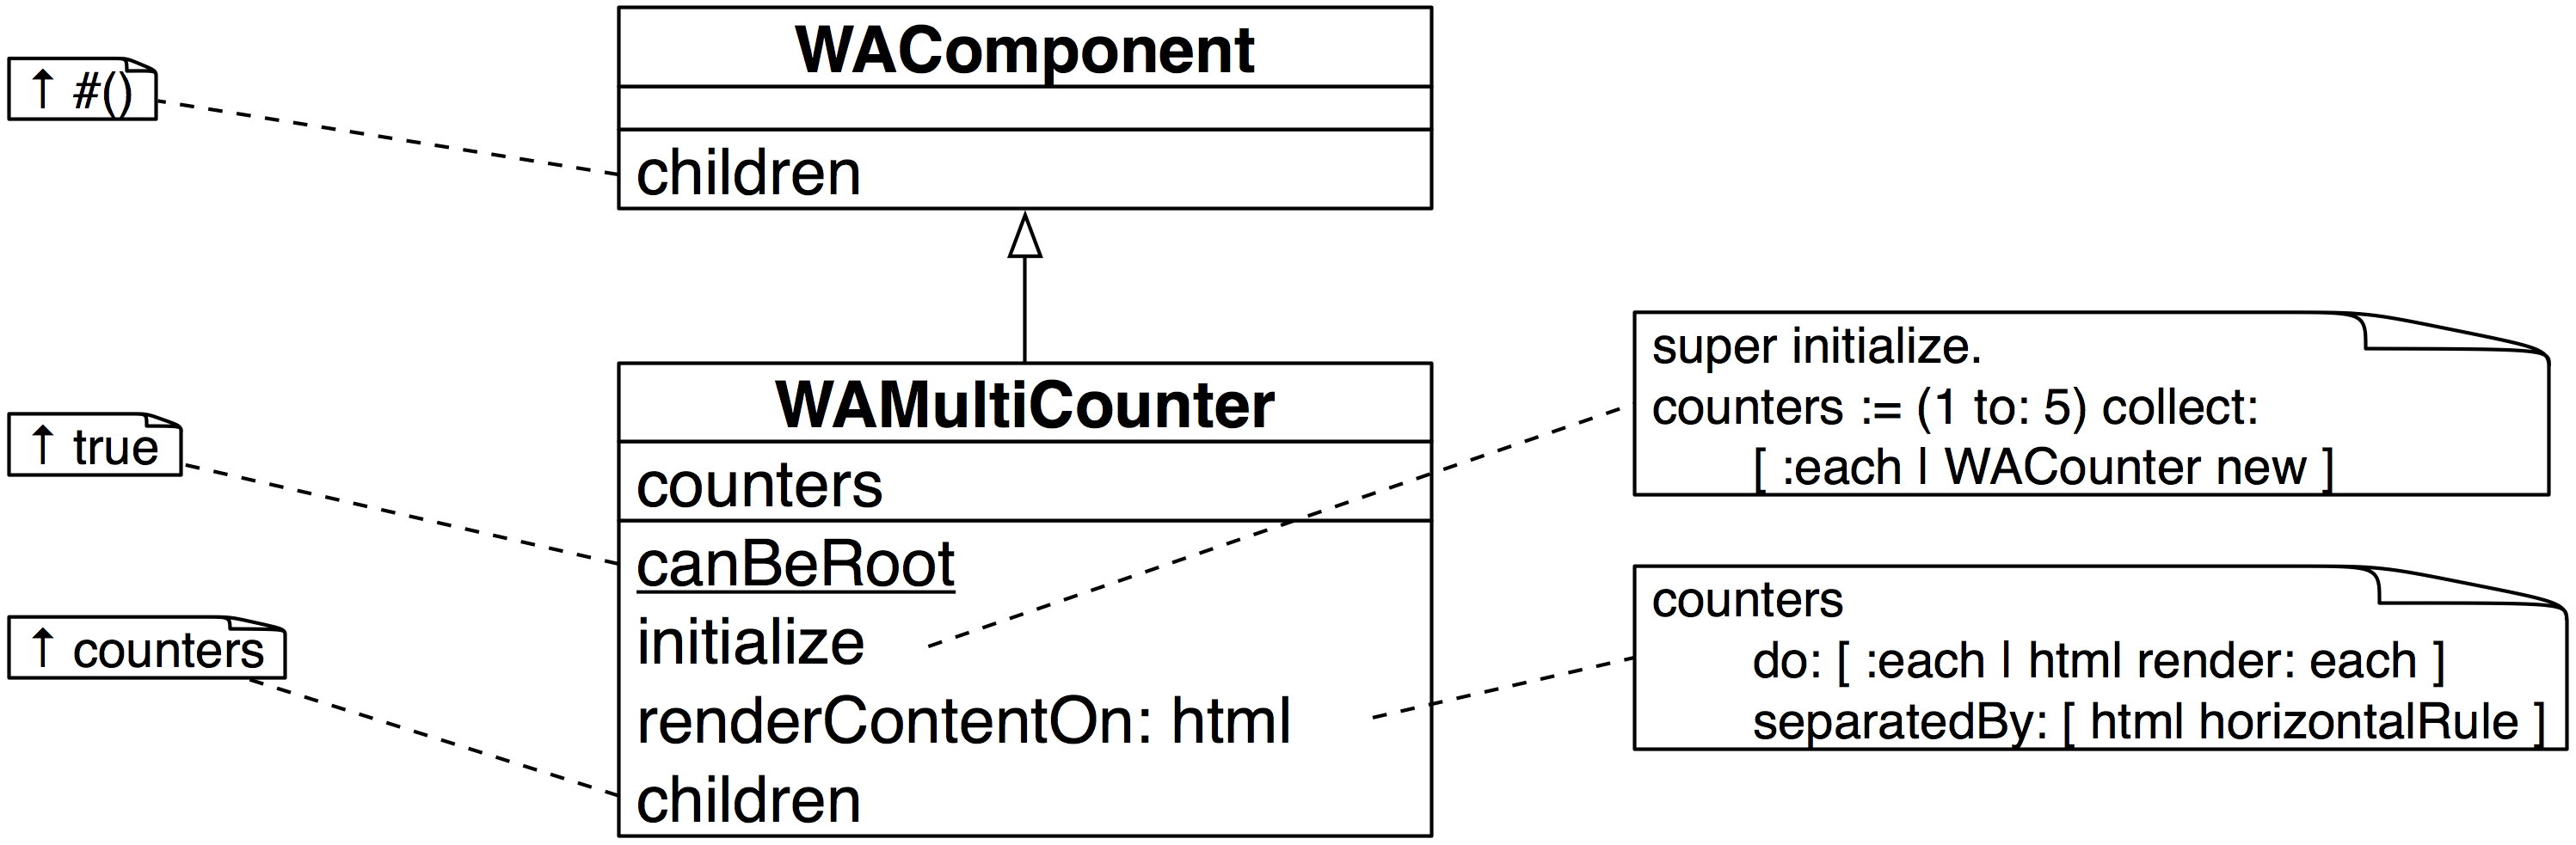 WAComponent
↑ #()
children
WAMultiCounter
counters
canBeRoot
initialize
renderContentOn: html
children
↑ true
↑ counters
super initialize.
counters := (1 to: 5) collect:
[ :each | WACounter new ]
counters
do: [ :each | html render: each ]
separatedBy: [ html horizontalRule ]